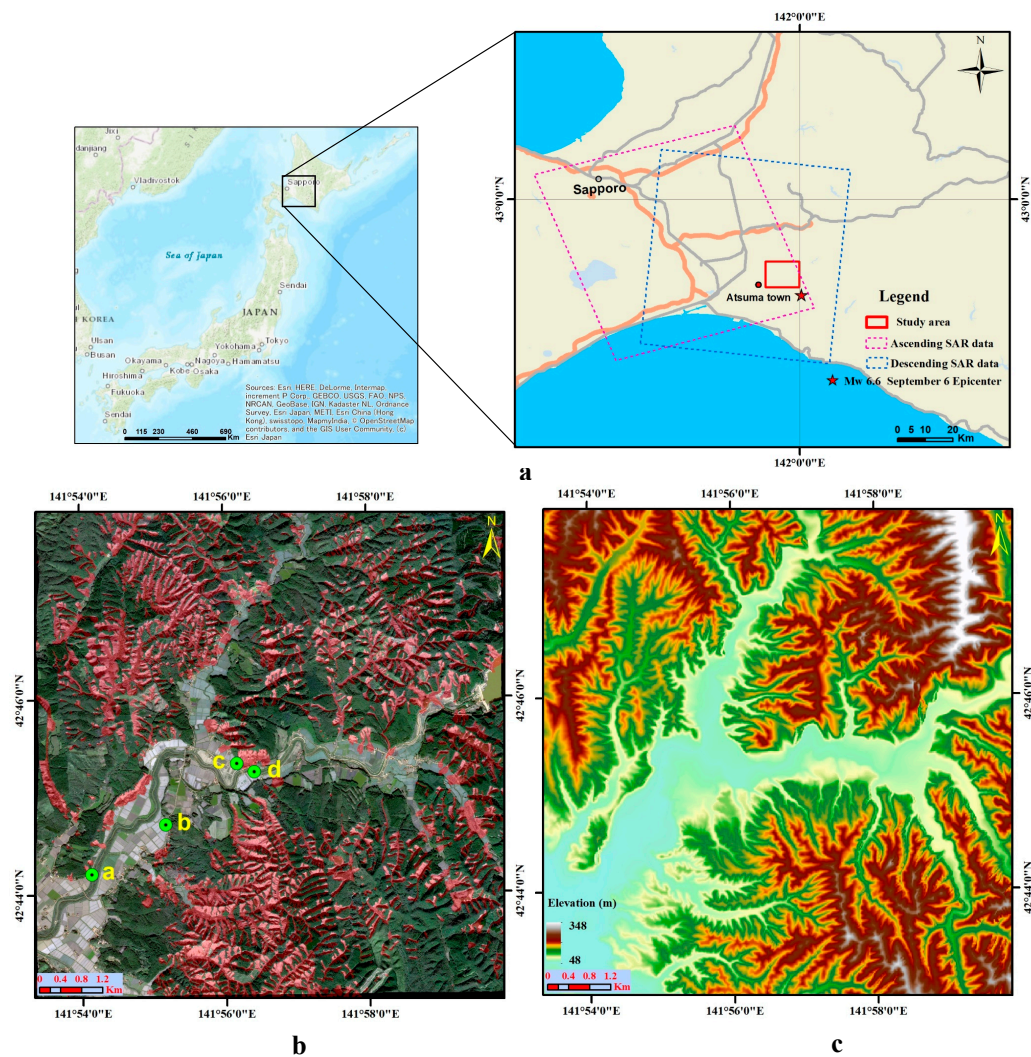 Jixi
danjiang
Vladivostok
Sapporo
Sea of Japan
Sendai
JAPAN
KOREA
Ulsan
Busan
Tokyo
Yokohama
Okayama
Nagoya
Hamamatsu
Kobe
Osaka
Hiroshima
Fukuoka
Sendai
Sources: Esri, HERE, DeLorme, Intermap,
increment P Corp., GEBCO, USGS, FAO, NPS,
NRCAN, GeoBase, IGN, Kadaster NL, Ordnance
Survey, Esri Japan, METI, Esri China (Hong
Kong), swisstopo, MapmyIndia, © OpenStreetMap
contributors, and the GIS User Community, (c)
Esri Japan
0 115 230 460 690
Km
142°0'0"E
N
43°0'0"N
43°0'0"N
Sapporo
Atsuma town
Legend
Study area
Ascending SAR data
Descending SAR data
Mw 6.6 September 6 Epicenter
0 5 10 20
Km
142°0'0"E
a
141°54'0"E 141°56'0"E 141°58'0"E
N
42°46'0"N
42°46'0"N
42°44'0"N
42°44'0"N
c
d
b
a
0 0.4 0.8 1.2
Km
141°54'0"E 141°56'0"E 141°58'0"E
b
141°54'0"E 141°56'0"E 141°58'0"E
N
42°46'0"N
42°44'0"N
Elevation (m)
348
48
0 0.4 0.8 1.2
Km
141°54'0"E 141°56'0"E 141°58'0"E
c